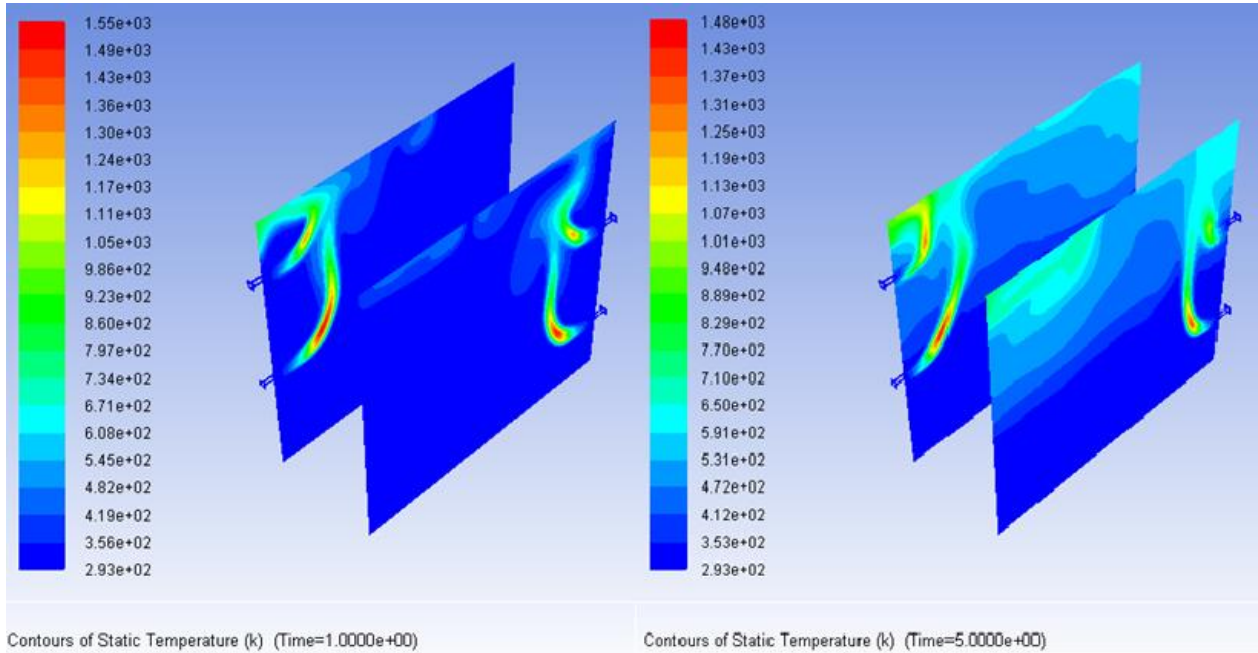 1.55e+03
1.49e+03
1.43e+03
1.36e+03
1.30e+03
1.24e+03
1.17e+03
1.11e+03
1.05e+03
9.86e+02
9.23e+02
8.60e+02
7.97e+02
7.34e+02
6.71e+02
6.08e+02
5.45e+02
4.82e+02
4.19e+02
3.56e+02
2.93e+02
Contours of Static Temperature (k) (Time=1.0000e+00)
1.48e+03
1.43e+03
1.37e+03
1.31e+03
1.25e+03
1.19e+03
1.13e+03
1.07e+03
1.01e+03
9.48e+02
8.89e+02
8.29e+02
7.70e+02
7.10e+02
6.50e+02
5.91e+02
5.31e+02
4.72e+02
4.12e+02
3.53e+02
2.93e+02
Contours of Static Temperature (k) (Time=5.0000e+00)